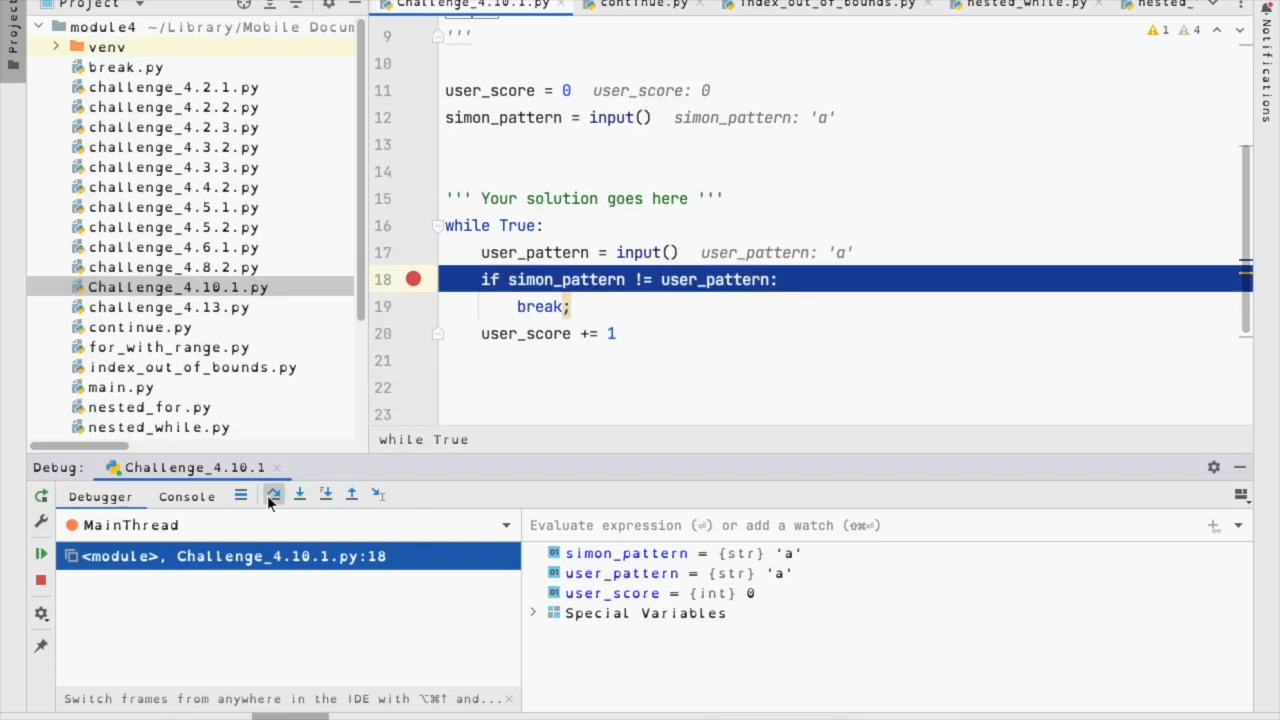 Project
Challenge_4.10.1.py
continue.py
index_out_of_bounds.py
nested_while.py
nested_
Project
module4 ~/Library/Mobile Docum
venv
break.py
challenge_4.2.1.py
challenge_4.2.2.py
challenge_4.2.3.py
challenge_4.3.2.py
challenge_4.3.3.py
challenge_4.4.2.py
challenge_4.5.1.py
challenge_4.5.2.py
challenge_4.6.1.py
challenge_4.8.2.py
Challenge_4.10.1.py
challenge_4.13.py
continue.py
for_with_range.py
index_out_of_bounds.py
main.py
nested_for.py
nested_while.py
9 '''
1 4
10
11 user_score = 0 user_score: 0
12 simon_pattern = input() simon_pattern: 'a'
13
14
15 ''' Your solution goes here '''
16 while True:
17 user_pattern = input() user_pattern: 'a'
18 if simon_pattern != user_pattern:
19 break;
20 user_score += 1
21
22
23
while True
Notifications
Debug: Challenge_4.10.1
Debugger Console
MainThread
<module>, Challenge_4.10.1.py:18
Switch frames from anywhere in the IDE with ⌥⌘↑ and...
Evaluate expression (⏎) or add a watch (⇧⌘⏎)
simon_pattern = {str} 'a'
user_pattern = {str} 'a'
user_score = {int} 0
Special Variables